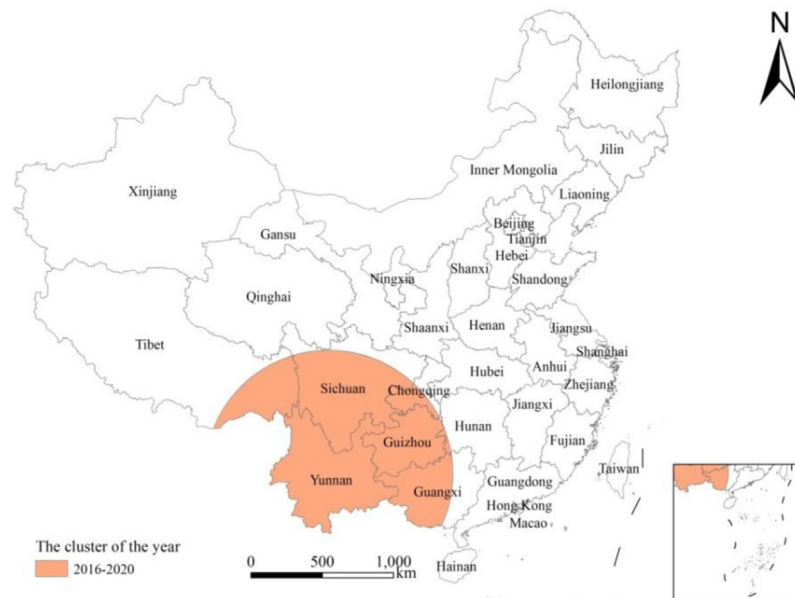 N
Heilongjiang
Jilin
Inner Mongolia
Liaoning
Xinjiang
Beijing
Tianjin
Gansu
Hebei
Shanxi
Ningxia
Shandong
Qinghai
Shaanxi
Henan
Jiangsu
Tibet
Shanghai
Hubei
Anhui
Zhejiang
Sichuan
Chongqing
Jiangxi
Hunan
Guizhou
Fujian
Taiwan
Yunnan
Guangxi
Guangdong
Hong Kong
Macao
Hainan
The cluster of the year
2016-2020
0 500 1,000
km